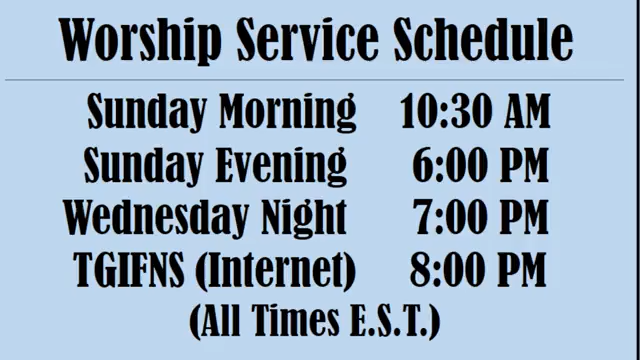 Worship Service Schedule
Sunday Morning 10:30 AM
Sunday Evening 6:00 PM
Wednesday Night 7:00 PM
TGIFNS (Internet) 8:00 PM
(All Times E.S.T.)